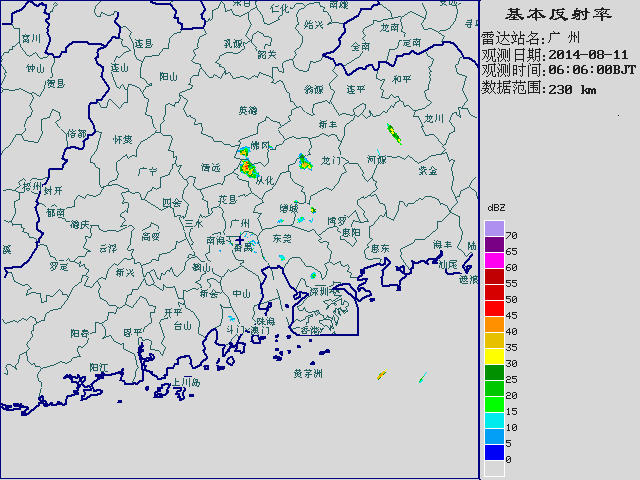 基本反射率
雷达站名:广 州
观测日期:2014-08-11
观测时间:06:06:00BJT
数据范围:230 km
dBZ
70
65
60
55
50
45
40
35
30
25
20
15
10
5
0
仁化
始兴
南雄
龙南
定南
全南
富川
连县
乳源
韶关
钟山
贺县
连山
阳山
翁源
连平
和平
英德
新丰
龙川
怀集
佛冈
龙门
河源
紫金
广宁
清远
从化
梧州
封开
四会
花县
增城
郁南
德庆
三水
广州
博罗
惠阳
高要
南海
番禺
东莞
惠东
海丰
陆
云浮
罗定
新兴
鹤山
汕尾
新会
中山
深圳
开平
台山
珠海
斗门
澳门
香港
阳春
恩平
阳江
上川岛
黄茅洲
溪